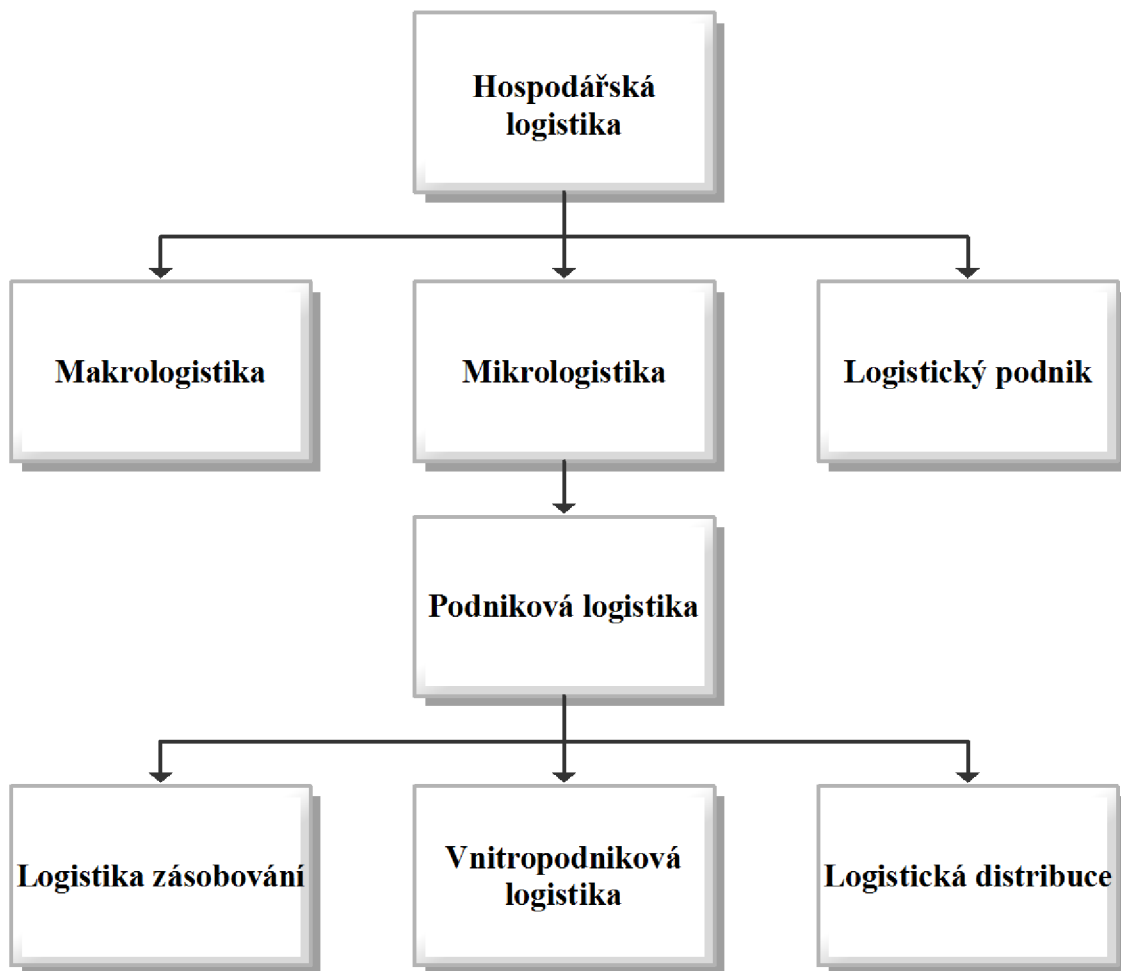 Hospodářská
logistika
Makrologistika
Mikrologistika
Logistický podnik
Podniková logistika
Logistika zásobování
Vnitropodniková
logistika
Logistická distribuce